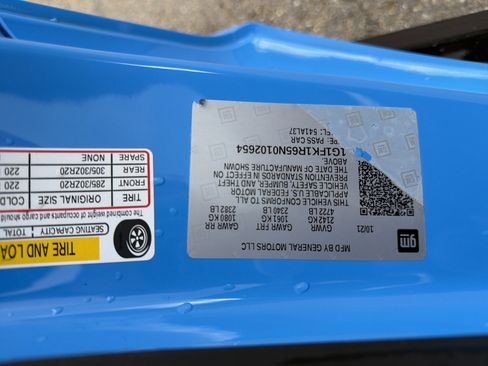 gm
MFD BY GENERAL MOTORS LLC
10/21
GVWR GAWR FRT GAWR RR
2142 KG 1061 KG 1080 KG
4722 LB 2340 LB 2382 LB
THIS VEHICLE CONFORMS TO ALL
APPLICABLE US FEDERAL MOTOR
VEHICLE SAFETY, BUMPER, AND THEFT
PREVENTION STANDARDS IN EFFECT ON
THE DATE OF MANUFACTURE SHOWN
ABOVE.
1G1FK1R65N0102654
TYPE: PASS CAR
TIRE AND LOA
SEATING CAPACITY TOTAL
The combined weight of occupants and cargo should
TIRE ORIGINAL SIZE COLD
FRONT 285/30ZR20 220
REAR 305/30ZR20 220
SPARE NONE